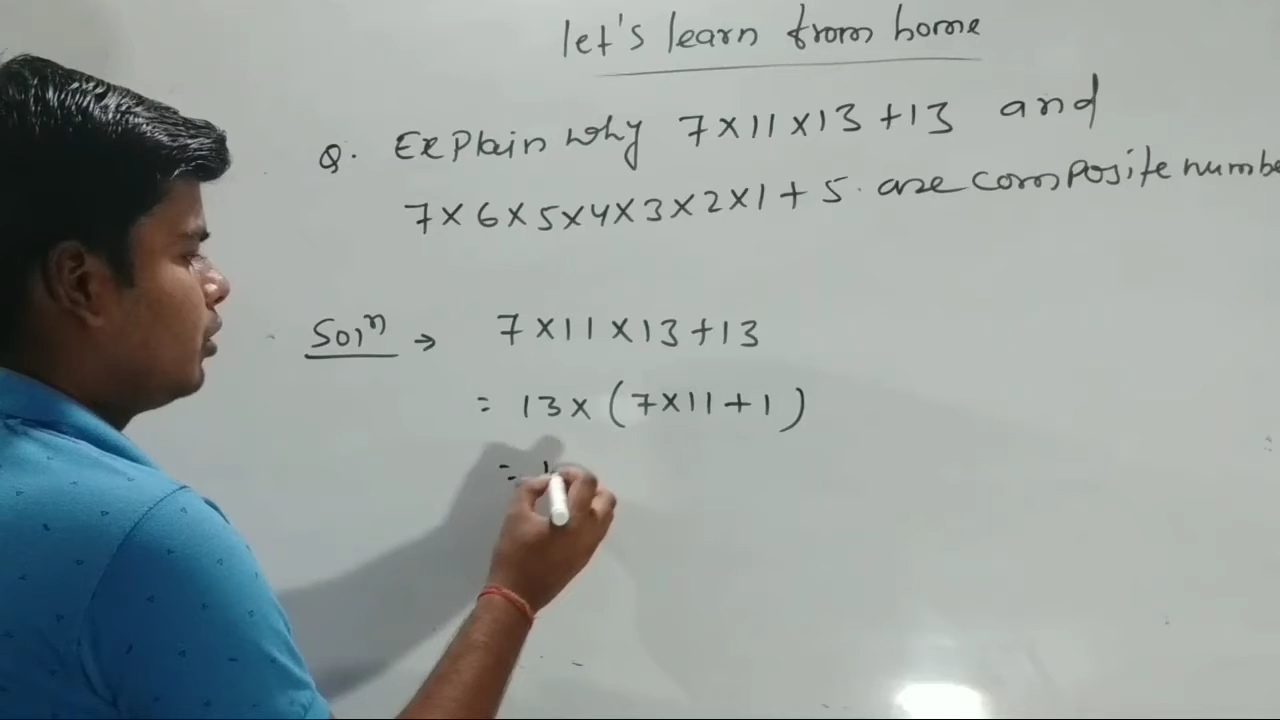 let's learn from home
Q. Explain why 7×11×13+13 and
7×6×5×4×3×2×1+5. are composite numbe
Solⁿ → 7×11×13+13
= 13×(7×11+1)
=